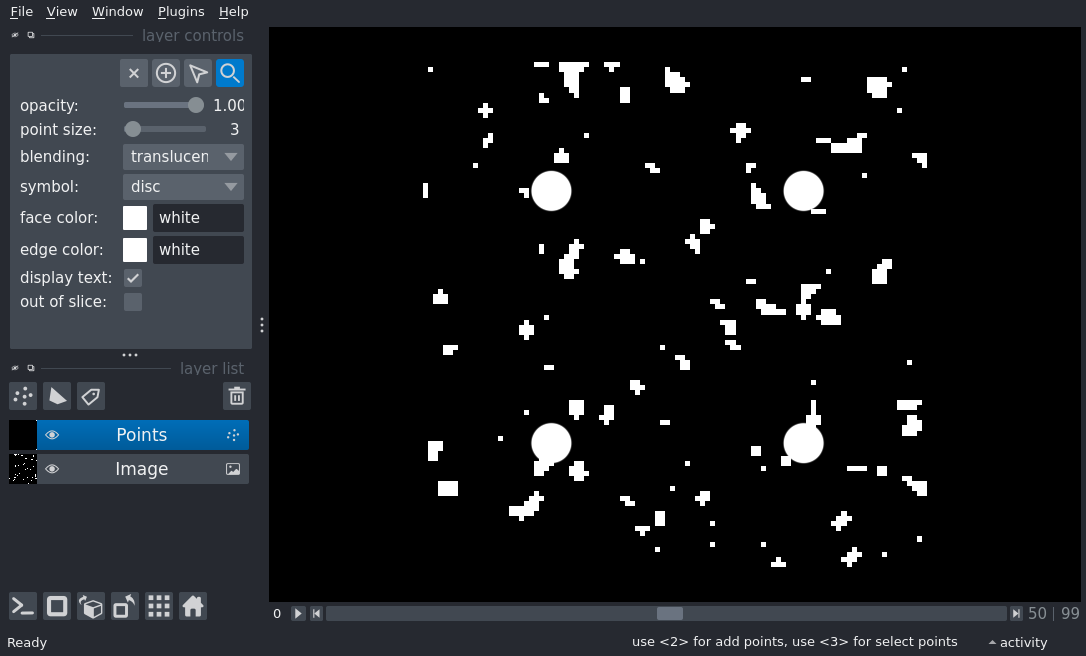 File View Window Plugins Help
layer controls
opacity: 1.00
point size: 3
blending: translucen
symbol: disc
face color: white
edge color: white
display text:
out of slice:
layer list
Points
Image
0 50 | 99
Ready use <2> for add points, use <3> for select points activity